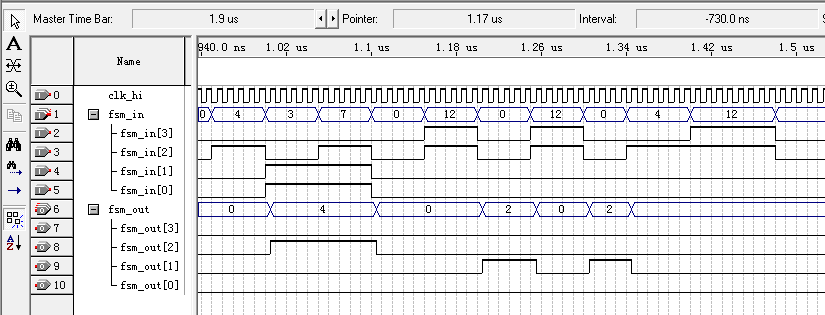 Master Time Bar: 1.9 us Pointer: 1.17 us Interval: -730.0 ns
Name
940.0 ns 1.02 us 1.1 us 1.18 us 1.26 us 1.34 us 1.42 us 1.5 us
0 clk_hi
1 fsm_in 0 4 3 7 0 12 0 12 0 4 12
2 fsm_in[3]
3 fsm_in[2]
4 fsm_in[1]
5 fsm_in[0]
6 fsm_out 0 4 0 2 0 2
7 fsm_out[3]
8 fsm_out[2]
9 fsm_out[1]
10 fsm_out[0]